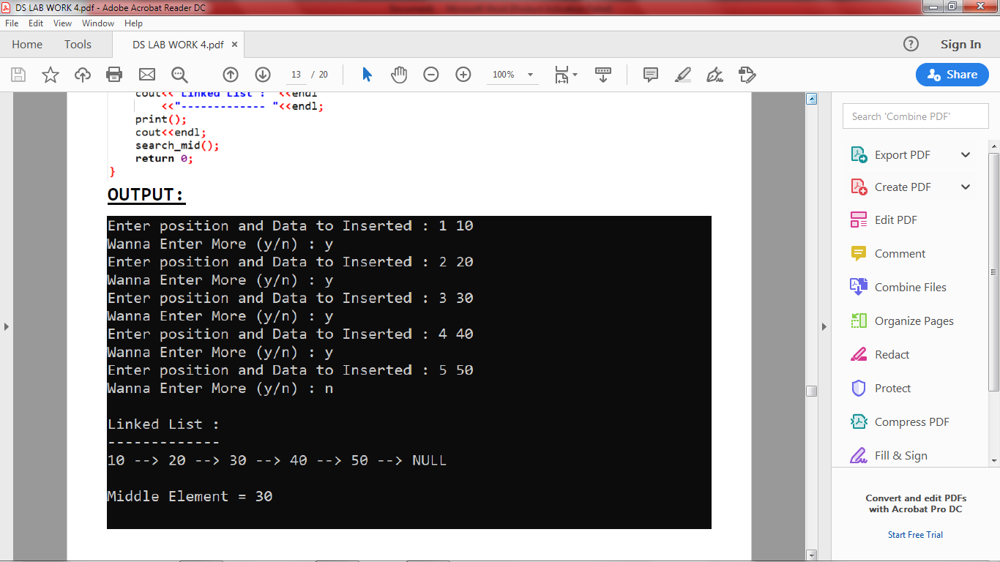 DS LAB WORK 4.pdf - Adobe Acrobat Reader DC
File Edit View Window Help
Home Tools DS LAB WORK 4.pdf × ? Sign In
13 / 20 100% Share
cout<<"Linked List : "<<endl
<<"------------- "<<endl;
print();
cout<<endl;
search_mid();
return 0;
}
OUTPUT:
Enter position and Data to Inserted : 1 10
Wanna Enter More (y/n) : y
Enter position and Data to Inserted : 2 20
Wanna Enter More (y/n) : y
Enter position and Data to Inserted : 3 30
Wanna Enter More (y/n) : y
Enter position and Data to Inserted : 4 40
Wanna Enter More (y/n) : y
Enter position and Data to Inserted : 5 50
Wanna Enter More (y/n) : n
Linked List :
-------------
10 --> 20 --> 30 --> 40 --> 50 --> NULL
Middle Element = 30
Search 'Combine PDF'
Export PDF
Create PDF
Edit PDF
Comment
Combine Files
Organize Pages
Redact
Protect
Compress PDF
Fill & Sign
Convert and edit PDFs
with Acrobat Pro DC
Start Free Trial